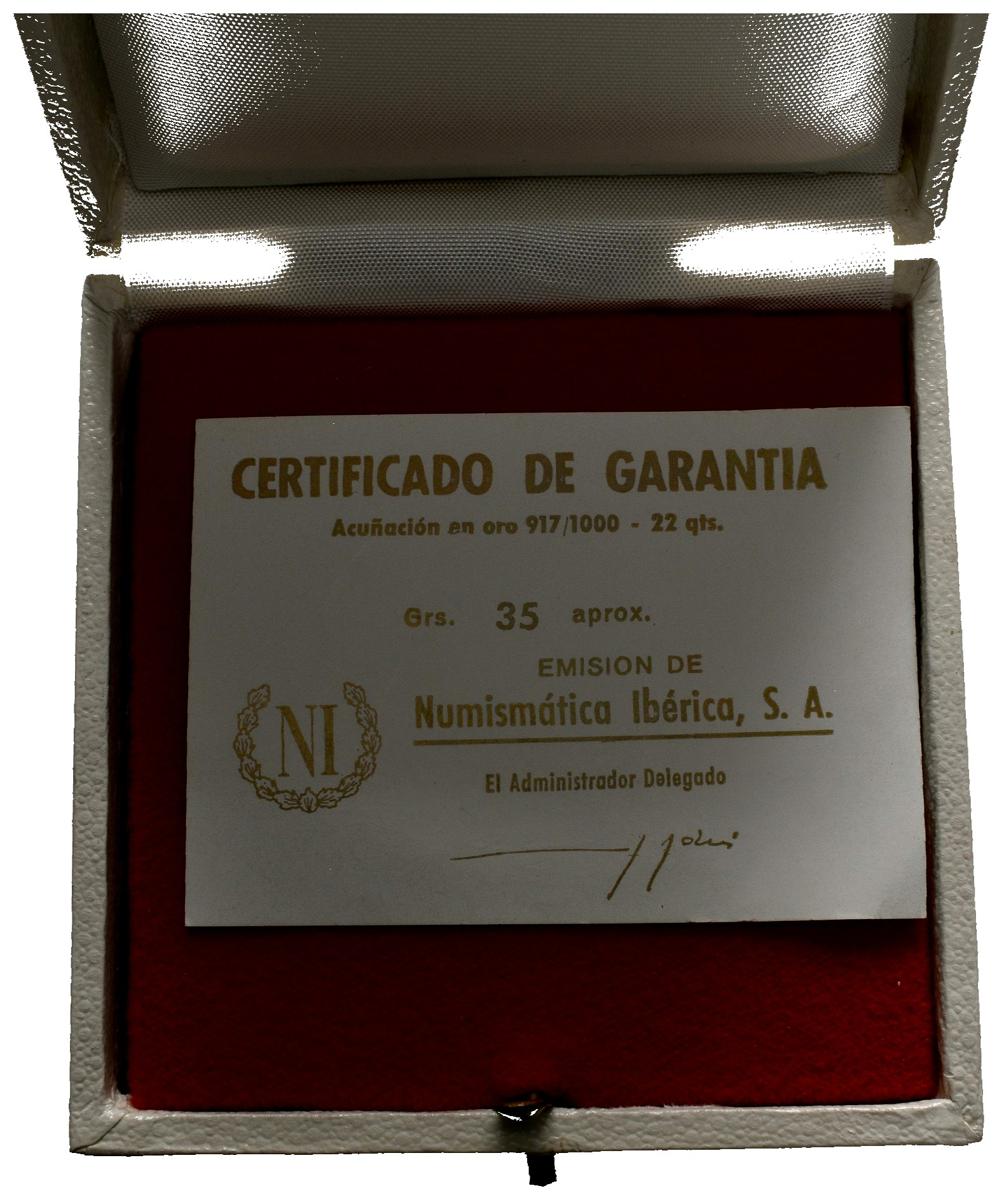 CERTIFICADO DE GARANTIA
Acuñación en oro 917/1000 - 22 qts.
Grs. 35 aprox.
EMISION DE
Numismática Ibérica, S. A.
NI
El Administrador Delegado